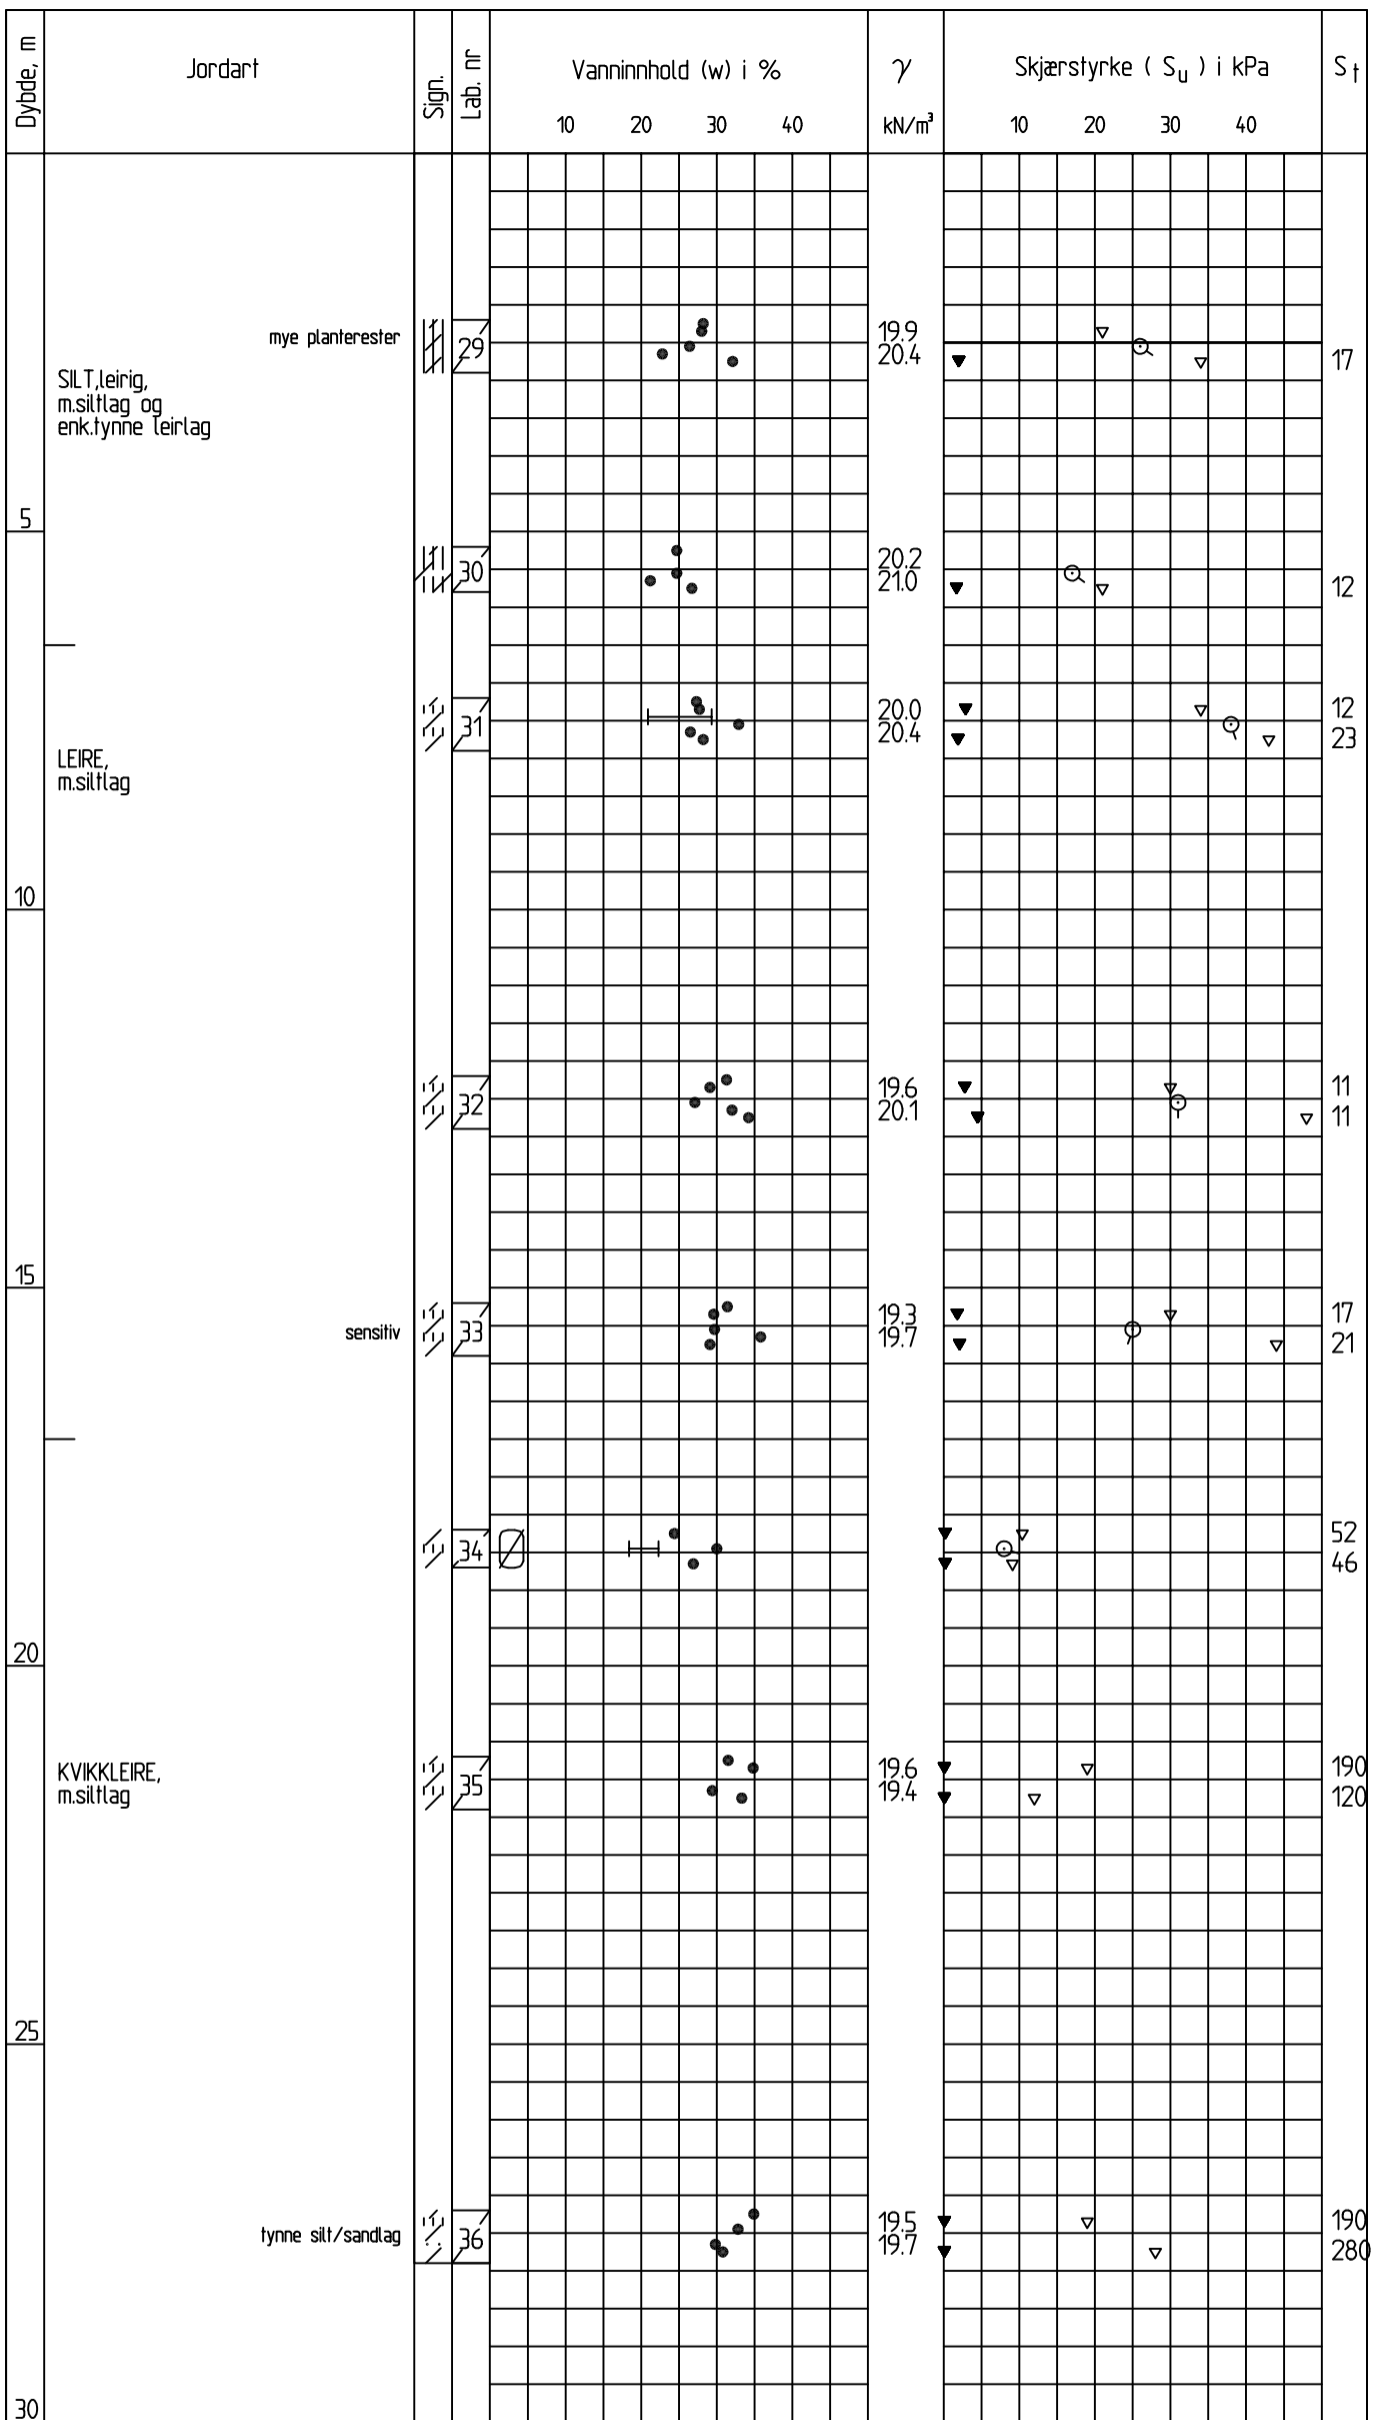 Dybde, m
Jordart
Sign.
Lab. nr
Vanninnhold (w) i %
10 20 30 40
γ
kN/m³
Skjærstyrke ( Su ) i kPa
10 20 30 40
St
mye planterester
29
19.9
20.4
17
SILT,leirig,
m.siltlag og
enk.tynne leirlag
5
30
20.2
21.0
12
31
20.0
20.4
12
23
LEIRE,
m.siltlag
10
32
19.6
20.1
11
11
15
sensitiv
33
19.3
19.7
17
21
34
52
46
20
KVIKKLEIRE,
m.siltlag
35
19.6
19.4
190
120
25
tynne silt/sandlag
36
19.5
19.7
190
280
30